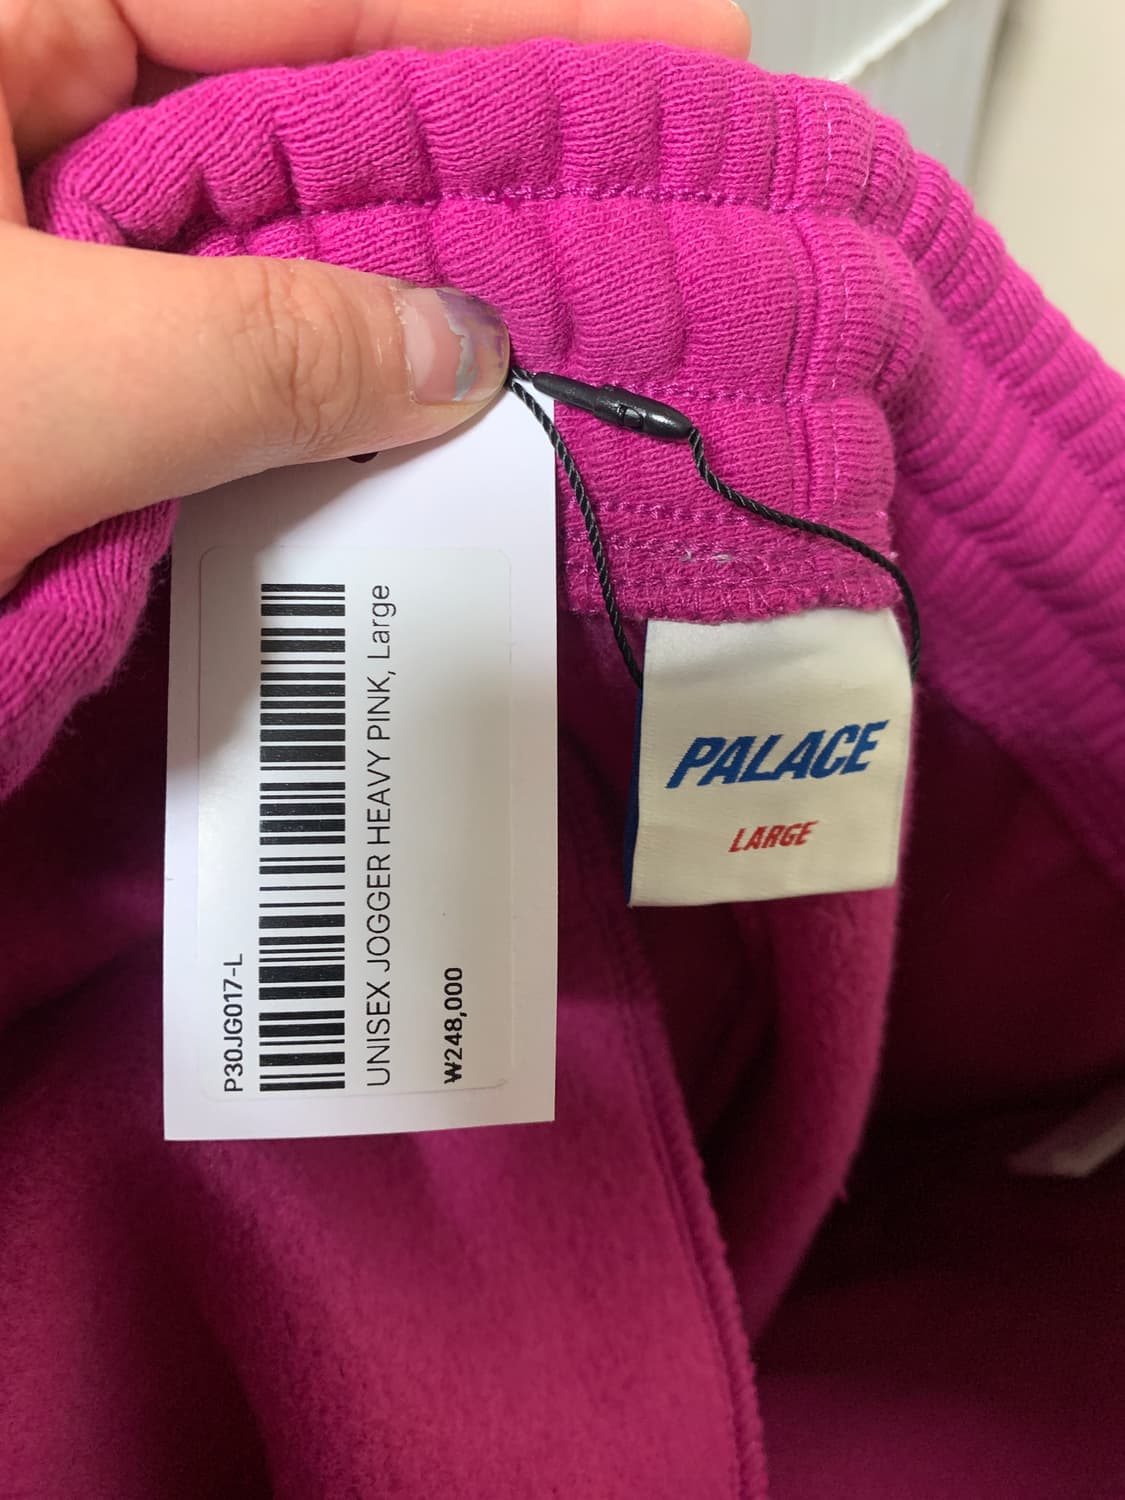 P30JG017-L
UNISEX JOGGER HEAVY PINK, Large
₩248,000
PALACE
LARGE